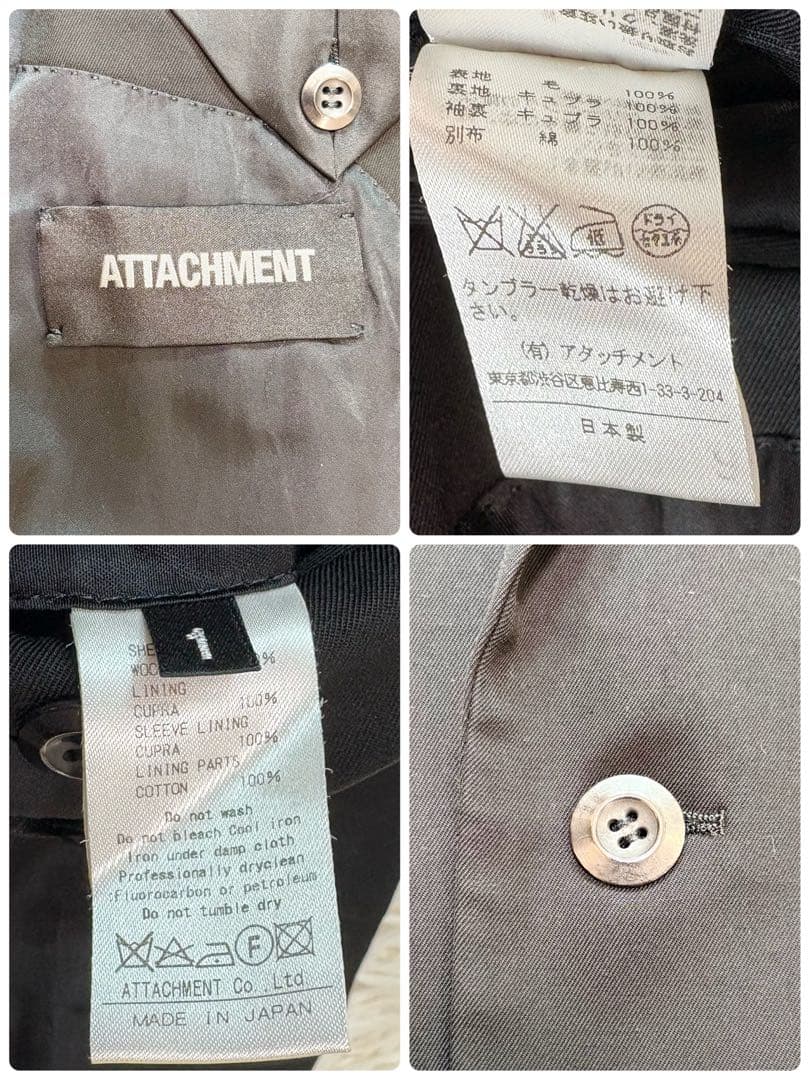 ATTACHMENT
表地 毛 100%
裏地 キュプラ 100%
袖裏 キュプラ 100%
別布 綿 100%
低
ドライ
セキユ系
タンブラー乾燥はお避け下
さい。
(有) アタッチメント
東京都渋谷区恵比寿西1-33-3-204
日本製
1
LINING
CUPRA 100%
SLEEVE LINING
CUPRA 100%
LINING PARTS
COTTON 100%
Do not wash
Do not bleach Cool iron
Iron under damp cloth
Professionally dryclean
:Fluorocarbon or petroleum
Do not tumble dry
F
ATTACHMENT Co.,Ltd
MADE IN JAPAN